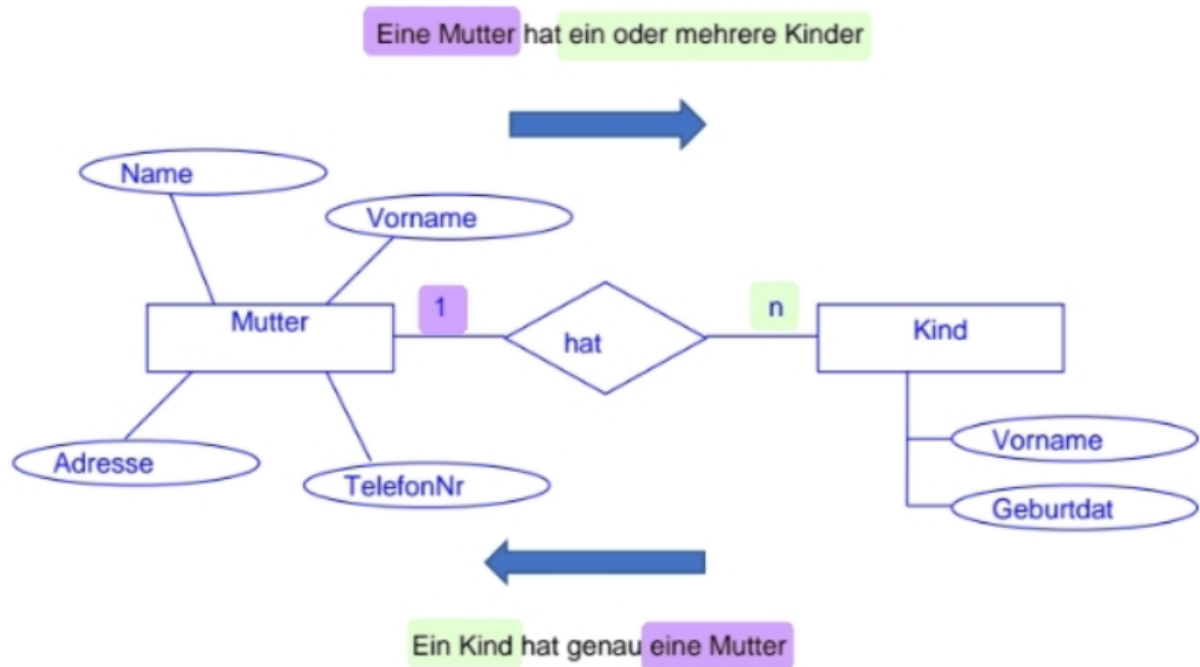 Eine Mutter hat ein oder mehrere Kinder
Name
Vorname
Mutter
1
hat
n
Kind
Adresse
TelefonNr
Vorname
Geburtdat
Ein Kind hat genau eine Mutter